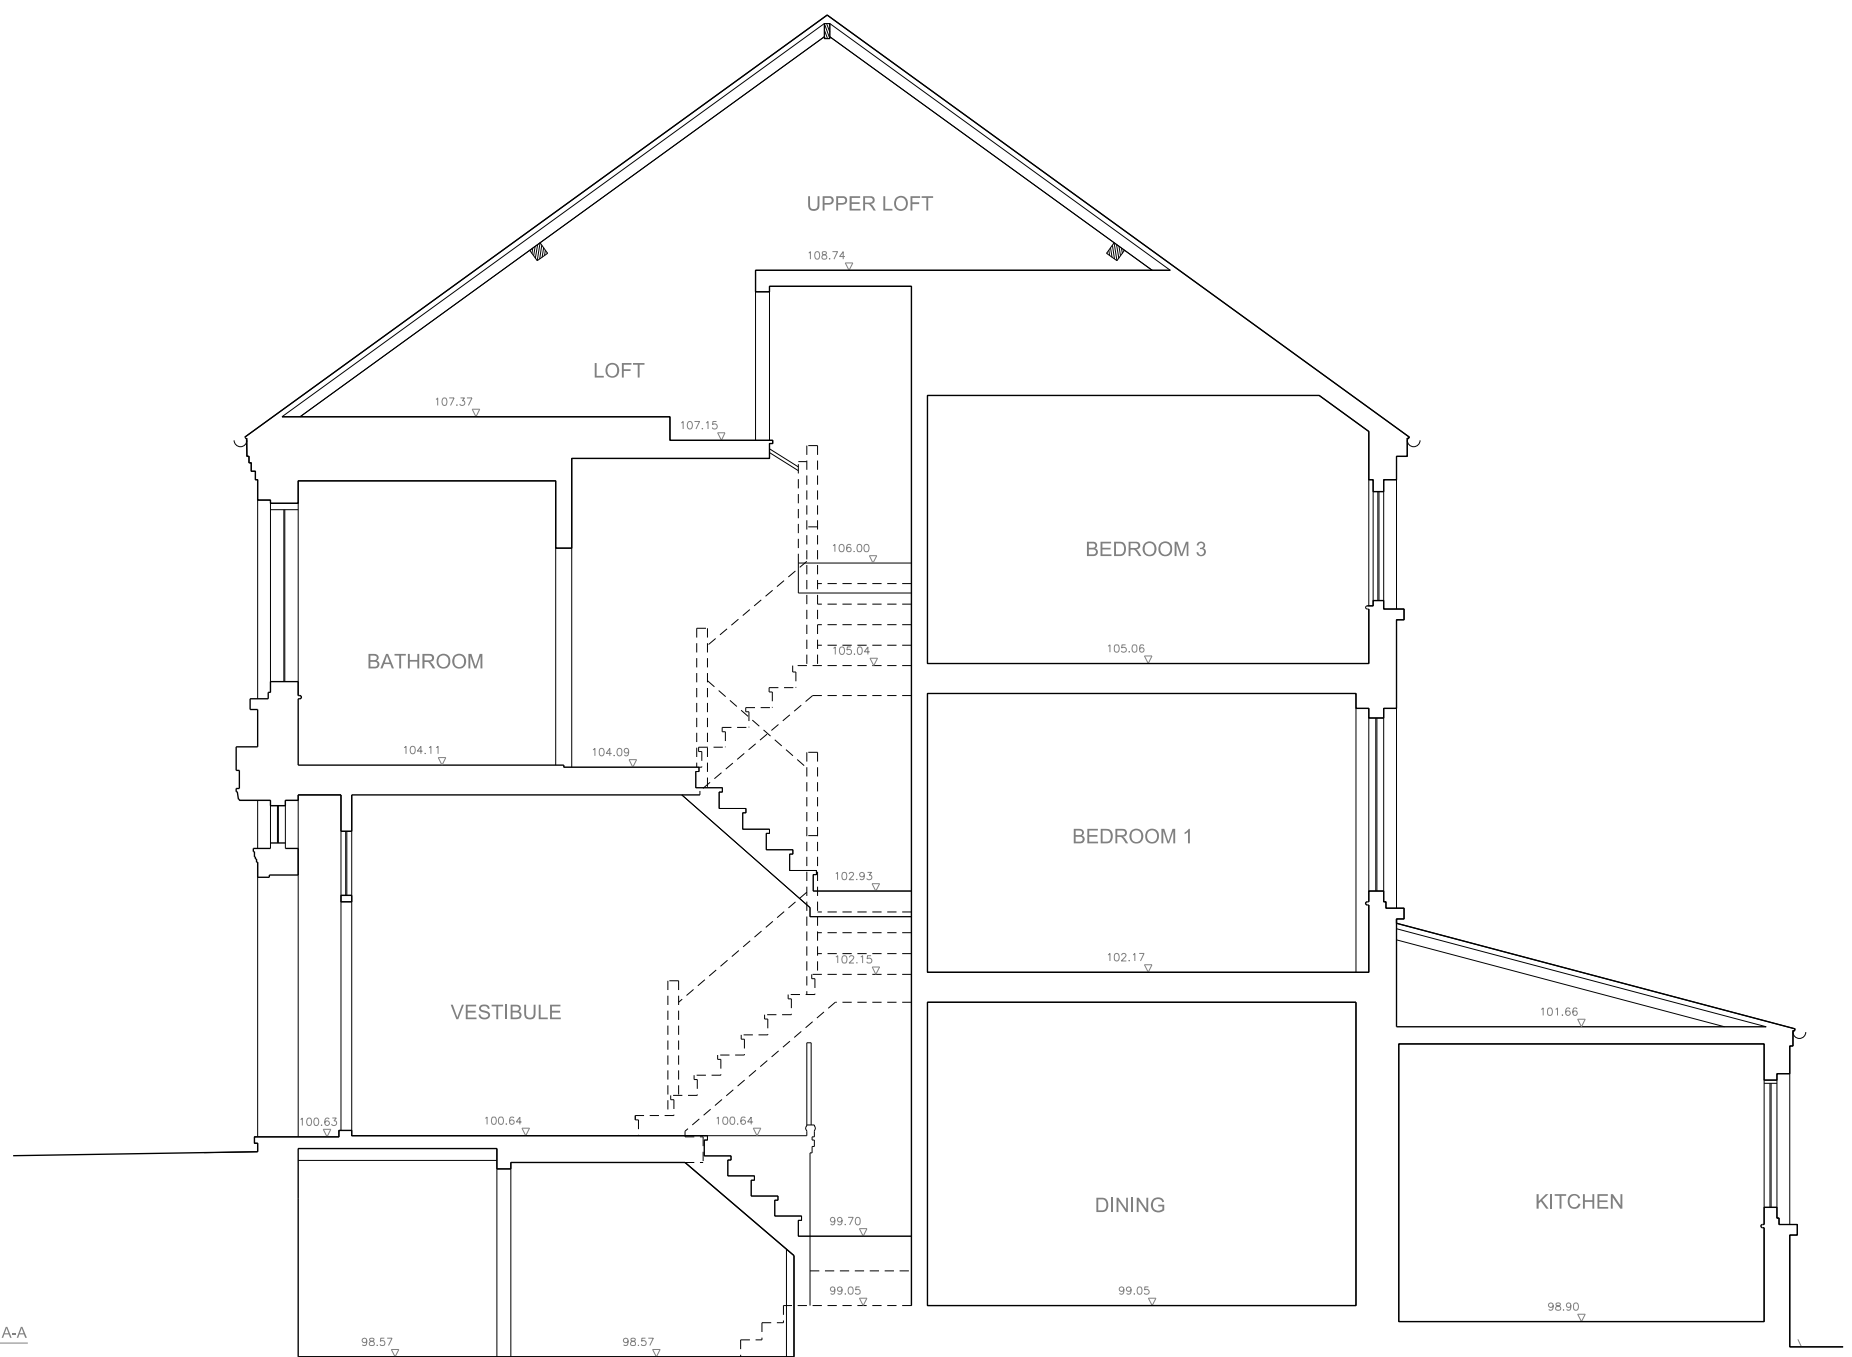 UPPER LOFT
108.74
LOFT
107.37
107.15
106.00
BEDROOM 3
BATHROOM
105.04
105.06
104.11
104.09
BEDROOM 1
102.93
102.15
102.17
VESTIBULE
101.66
100.63
100.64
100.64
DINING
KITCHEN
99.70
99.05
99.05
98.90
A-A
98.57
98.57